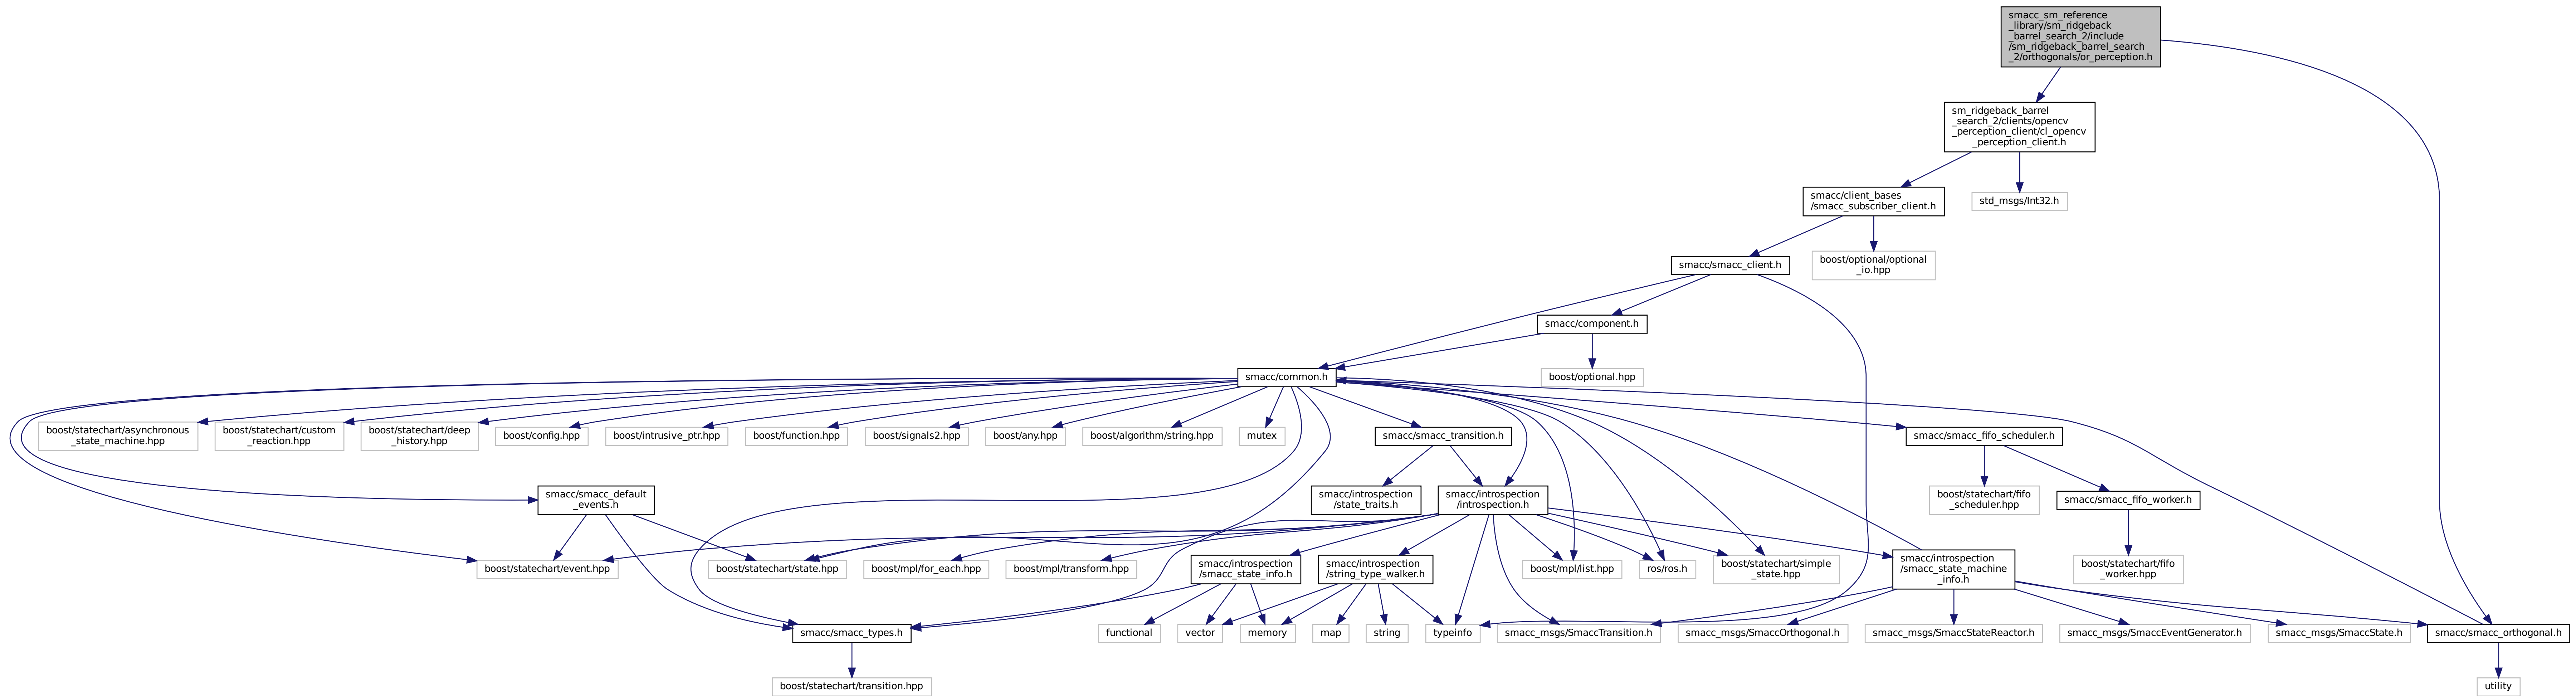 smacc_sm_reference
_library/sm_ridgeback
_barrel_search_2/include
/sm_ridgeback_barrel_search
_2/orthogonals/or_perception.h
sm_ridgeback_barrel
_search_2/clients/opencv
_perception_client/cl_opencv
_perception_client.h
smacc/client_bases
/smacc_subscriber_client.h
std_msgs/Int32.h
smacc/smacc_client.h
boost/optional/optional
_io.hpp
smacc/component.h
smacc/common.h
boost/optional.hpp
boost/statechart/asynchronous
_state_machine.hpp
boost/statechart/custom
_reaction.hpp
boost/statechart/deep
_history.hpp
boost/config.hpp
boost/intrusive_ptr.hpp
boost/function.hpp
boost/signals2.hpp
boost/any.hpp
boost/algorithm/string.hpp
mutex
smacc/smacc_transition.h
smacc/smacc_fifo_scheduler.h
smacc/smacc_default
_events.h
smacc/introspection
/state_traits.h
smacc/introspection
/introspection.h
boost/statechart/fifo
_scheduler.hpp
smacc/smacc_fifo_worker.h
boost/statechart/event.hpp
boost/statechart/state.hpp
boost/mpl/for_each.hpp
boost/mpl/transform.hpp
smacc/introspection
/smacc_state_info.h
smacc/introspection
/string_type_walker.h
boost/mpl/list.hpp
ros/ros.h
boost/statechart/simple
_state.hpp
smacc/introspection
/smacc_state_machine
_info.h
boost/statechart/fifo
_worker.hpp
smacc/smacc_types.h
functional
vector
memory
map
string
typeinfo
smacc_msgs/SmaccTransition.h
smacc_msgs/SmaccOrthogonal.h
smacc_msgs/SmaccStateReactor.h
smacc_msgs/SmaccEventGenerator.h
smacc_msgs/SmaccState.h
smacc/smacc_orthogonal.h
boost/statechart/transition.hpp
utility